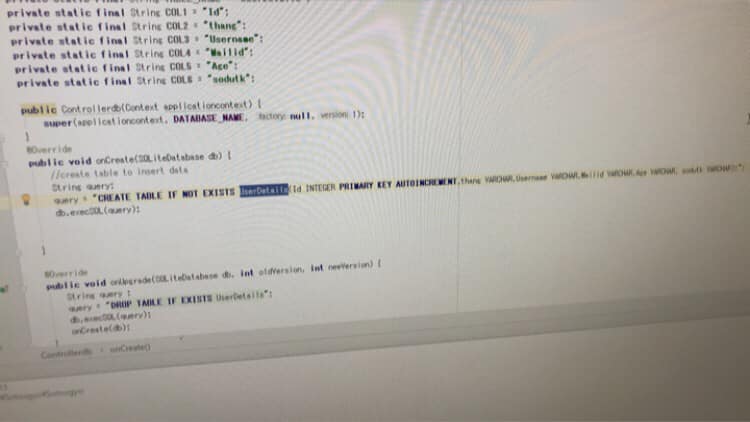 private static final String COL1 = "Id";
private static final String COL2 = "thang";
private static final String COL3 = "Username";
private static final String COL4 = "Mailid";
private static final String COL5 = "Age";
private static final String COL6 = "sodutk";
public Controllerdb(Context applicationcontext) {
super(applicationcontext, DATABASE_NAME, factory: null, version: 1);
}
@Override
public void onCreate(SQLiteDatabase db) {
//create table to insert data
String query;
query = "CREATE TABLE IF NOT EXISTS UserDetails(Id INTEGER PRIMARY KEY AUTOINCREMENT,thang VARCHAR,Username VARCHAR,Mailid VARCHAR,Age VARCHAR, sodutk VARCHAR)";
db.execSQL(query);
}
@Override
public void onUpgrade(SQLiteDatabase db, int oldVersion, int newVersion) {
String query ;
query = "DROP TABLE IF EXISTS UserDetails";
db.execSQL(query);
onCreate(db);
Controllerdb › onCreate()